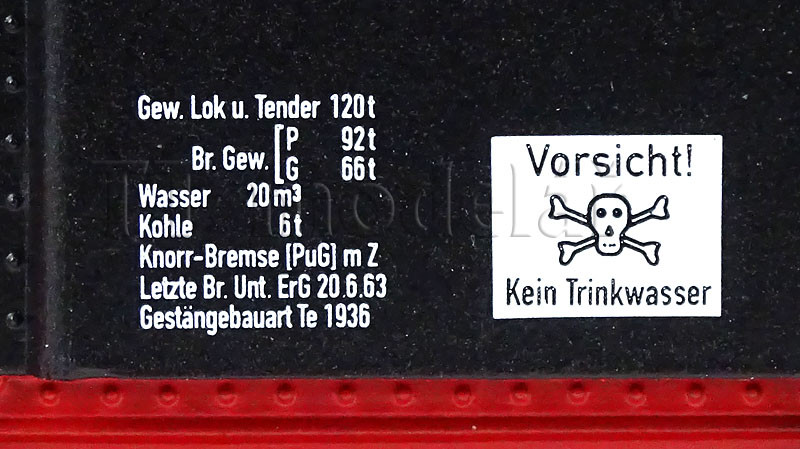 Gew. Lok u. Tender 120 t
Br. Gew. [P 92 t
[G 66 t
Wasser 20 m³
Kohle 6 t
Knorr-Bremse (PuG) m Z
Letzte Br. Unt. ErG 20.6.63
Gestängebauart Te 1936
Vorsicht!
Kein Trinkwasser